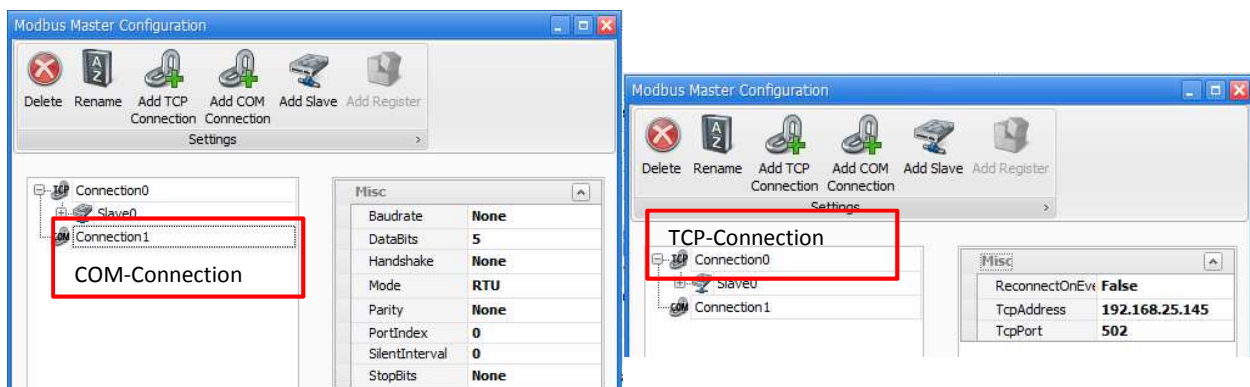 Modbus Master Configuration
Delete Rename Add TCP Connection Add COM Connection Add Slave Add Register
Settings
Connection0
Slave0
Connection1
COM-Connection
Misc
Baudrate None
DataBits 5
Handshake None
Mode RTU
Parity None
PortIndex 0
SilentInterval 0
StopBits None
Modbus Master Configuration
Delete Rename Add TCP Connection Add COM Connection Add Slave Add Register
Settings
TCP-Connection
TCP Connection0
Slave0
COM Connection1
Misc
ReconnectOnEve False
TcpAddress 192.168.25.145
TcpPort 502